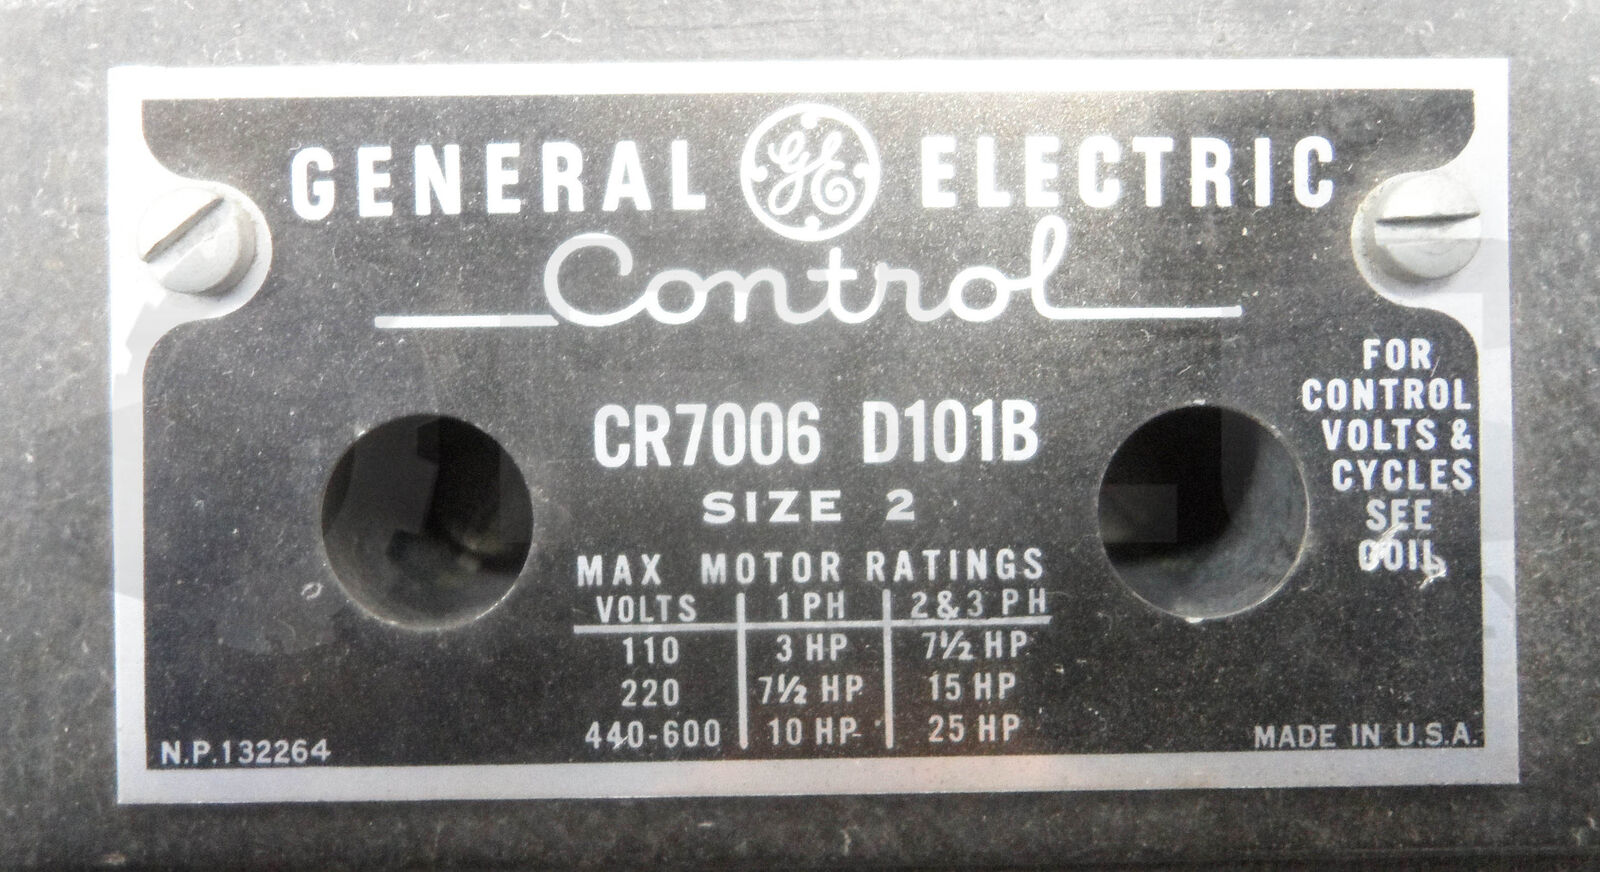 GENERAL GE ELECTRIC
Control
CR7006 D101B
SIZE 2
MAX MOTOR RATINGS
VOLTS 1 PH 2 & 3 PH
110 3 HP 7½ HP
220 7½ HP 15 HP
440-600 10 HP 25 HP
FOR
CONTROL
VOLTS &
CYCLES
SEE
COIL
N.P.132264
MADE IN U.S.A.